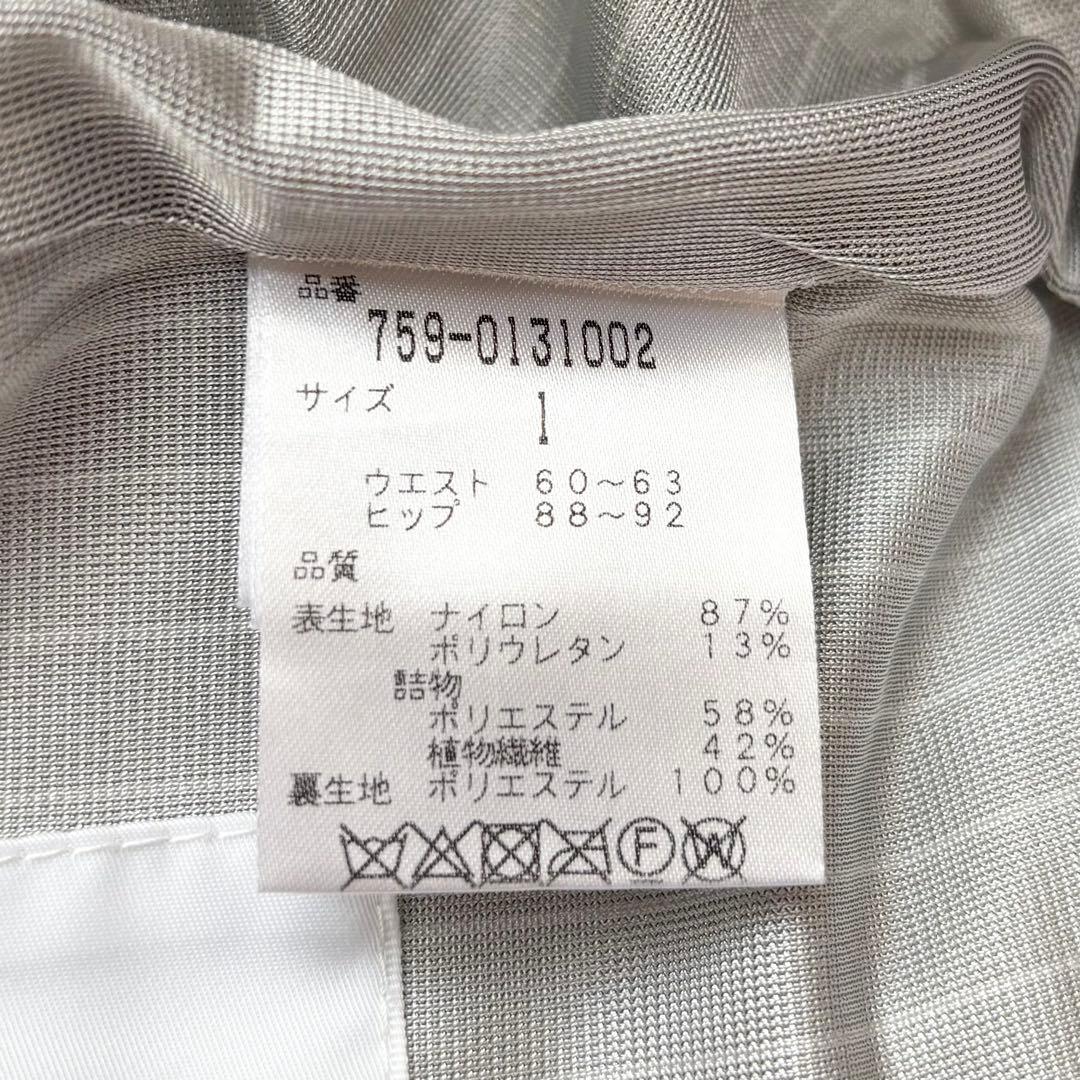 品番
759-0131002
サイズ 1
ウエスト 60～63
ヒップ 88～92
品質
表生地 ナイロン 87%
ポリウレタン 13%
詰物
ポリエステル 58%
植物繊維 42%
裏生地 ポリエステル 100%
F W